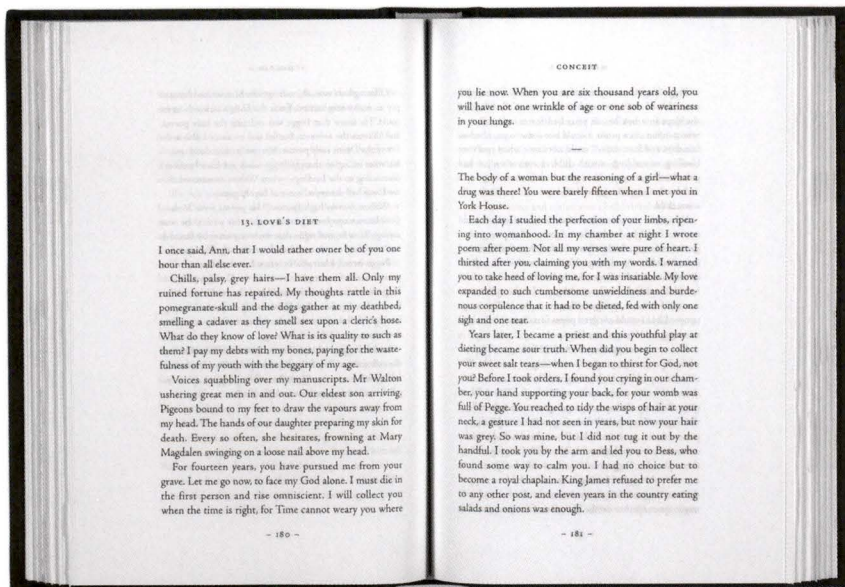 13. LOVE'S DIET
I once said, Ann, that I would rather owner be of you one
hour than all else ever.
Chills, palsy, grey hairs—I have them all. Only my
ruined fortune has repaired. My thoughts rattle in this
pomegranate-skull and the dogs gather at my deathbed,
smelling a cadaver as they smell sex upon a cleric's hose.
What do they know of love? What is its quality to such as
them? I pay my debts with my bones, paying for the waste-
fulness of my youth with the beggary of my age.
Voices squabbling over my manuscripts. Mr Walton
ushering great men in and out. Our eldest son arriving.
Pigeons bound to my feet to draw the vapours away from
my head. The hands of our daughter preparing my skin for
death. Every so often, she hesitates, frowning at Mary
Magdalen swinging on a loose nail above my head.
For fourteen years, you have pursued me from your
grave. Let me go now, to face my God alone. I must die in
the first person and rise omniscient. I will collect you
when the time is right, for Time cannot weary you where
– 180 –
CONCEIT
you lie now. When you are six thousand years old, you
will have not one wrinkle of age or one sob of weariness
in your lungs.
—
The body of a woman but the reasoning of a girl—what a
drug was there! You were barely fifteen when I met you in
York House.
Each day I studied the perfection of your limbs, ripen-
ing into womanhood. In my chamber at night I wrote
poem after poem. Not all my verses were pure of heart. I
thirsted after you, claiming you with my words. I warned
you to take heed of loving me, for I was insatiable. My love
expanded to such cumbersome unwieldiness and burde-
nous corpulence that it had to be dieted, fed with only one
sigh and one tear.
Years later, I became a priest and this youthful play at
dieting became sour truth. When did you begin to collect
your sweet salt tears—when I began to thirst for God, not
you? Before I took orders, I found you crying in our cham-
ber, your hand supporting your back, for your womb was
full of Pegge. You reached to tidy the wisps of hair at your
neck, a gesture I had not seen in years, but now your hair
was grey. So was mine, but I did not tug it out by the
handful. I took you by the arm and led you to Bess, who
found some way to calm you. I had no choice but to
become a royal chaplain. King James refused to prefer me
to any other post, and eleven years in the country eating
salads and onions was enough.
– 181 –